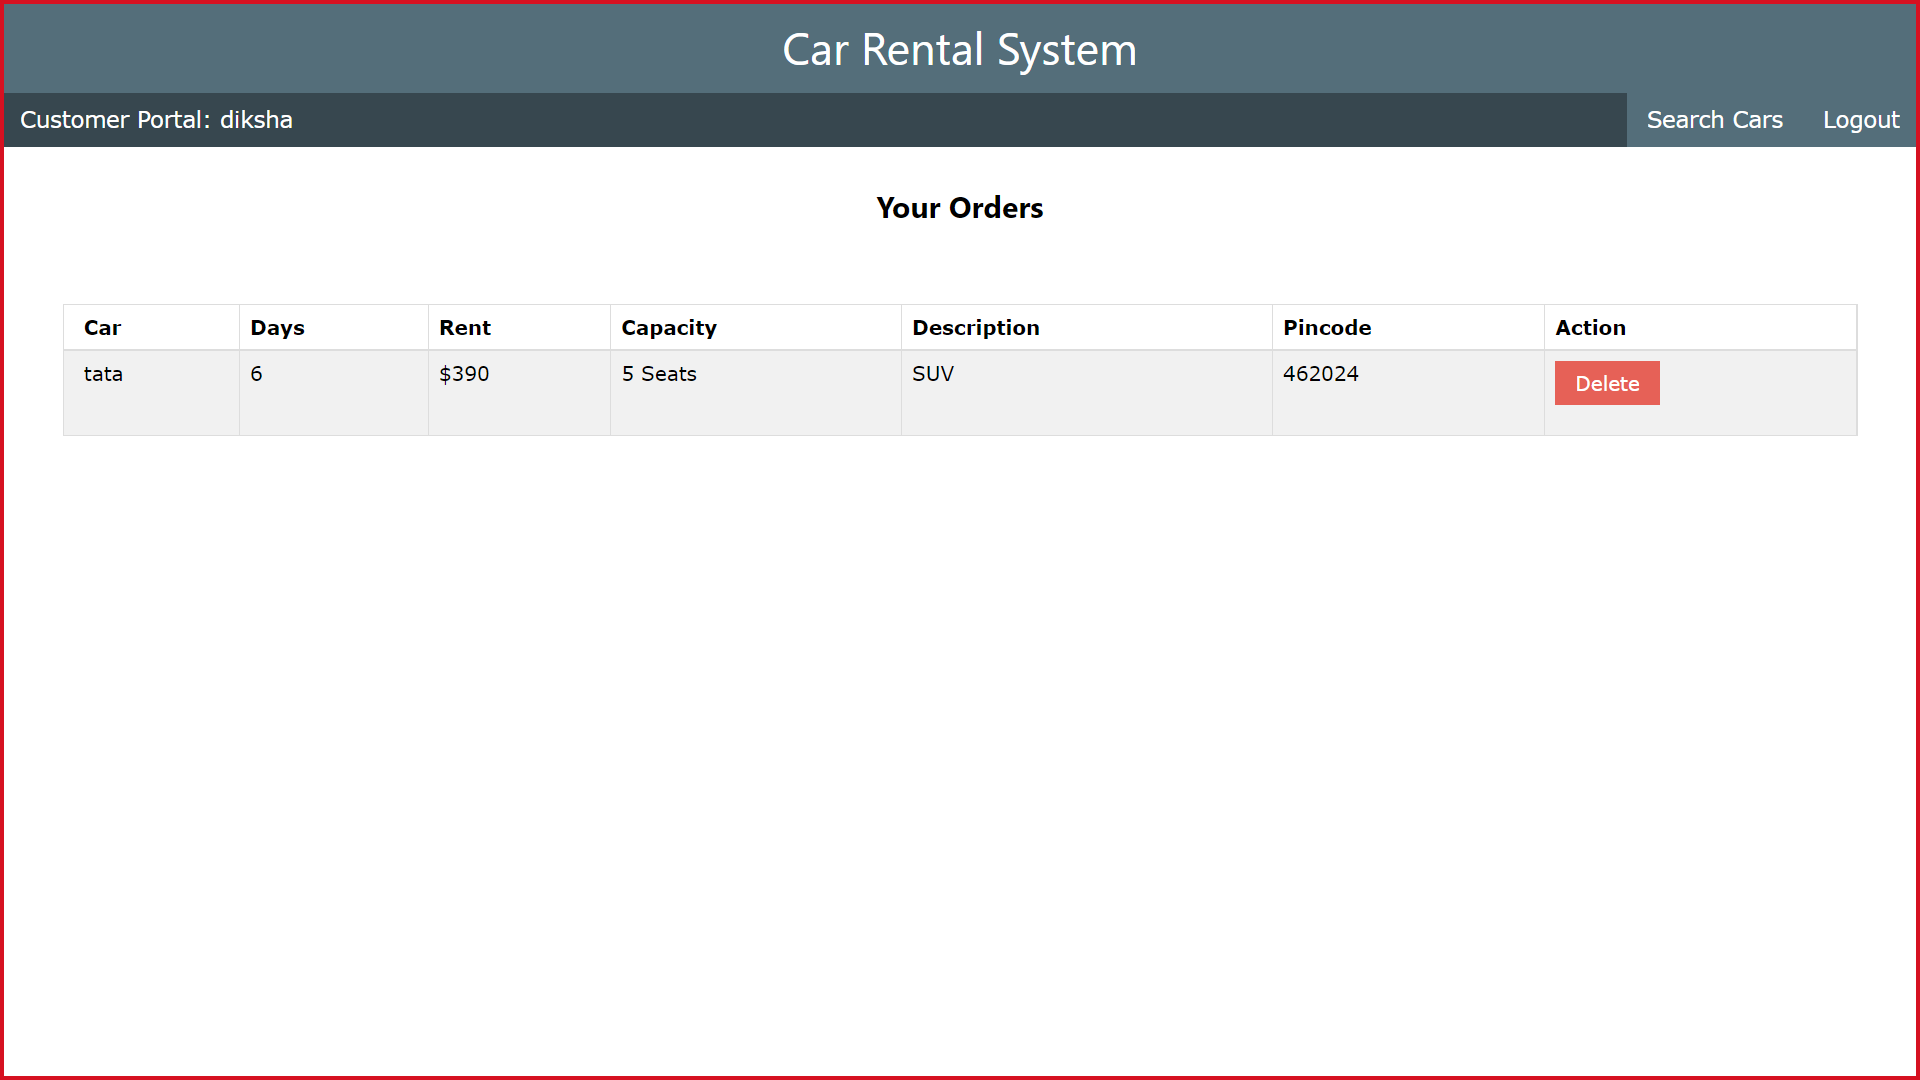 Car Rental System
Customer Portal: diksha Search Cars Logout
Your Orders
Car Days Rent Capacity Description Pincode Action
tata 6 $390 5 Seats SUV 462024 Delete